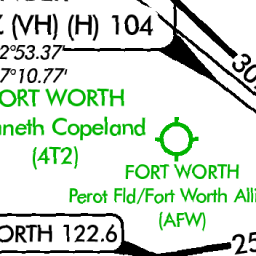 (VH) (H) 104
2°53.37'
7°10.77'
ORT WORTH
neth Copeland
(4T2)
FORT WORTH
Perot Fld/Fort Worth Alli
(AFW)
ORTH 122.6
25